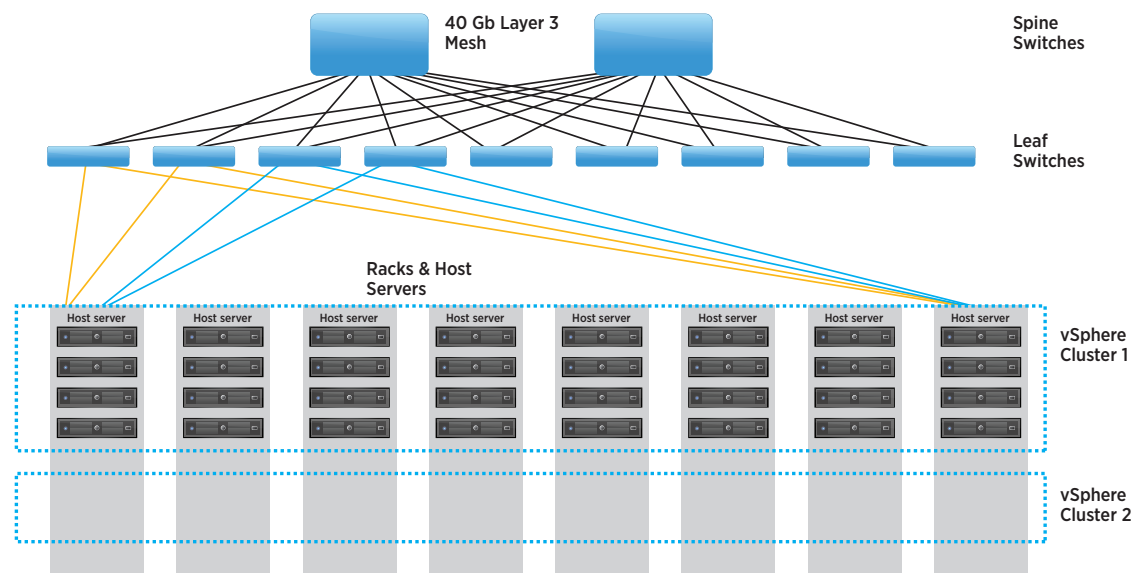 40 Gb Layer 3
Mesh
Spine
Switches
Leaf
Switches
Racks & Host
Servers
Host server
Host server
Host server
Host server
Host server
Host server
Host server
Host server
vSphere
Cluster 1
vSphere
Cluster 2